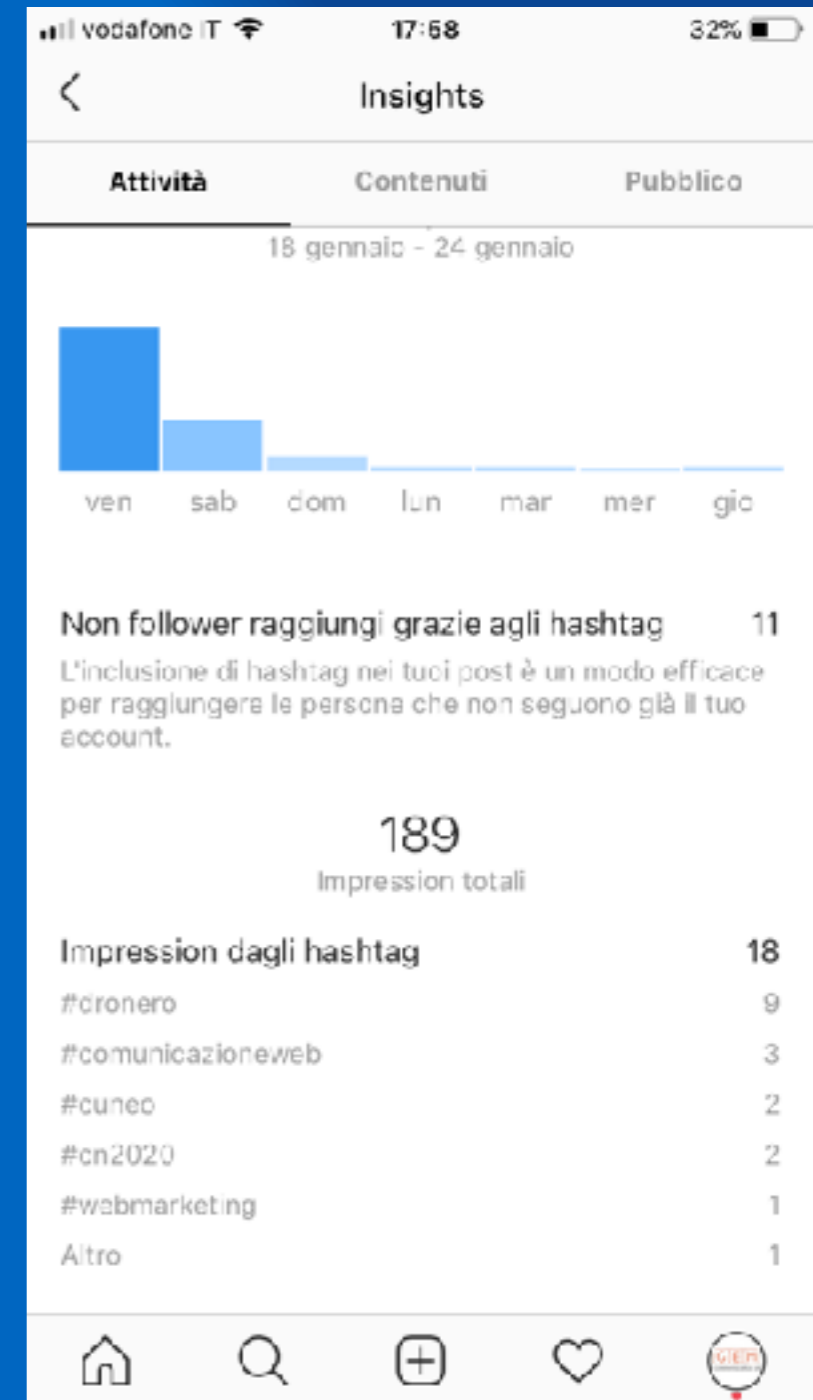 vodafone IT 17:58 32%
Insights
Attività Contenuti Pubblico
18 gennaio - 24 gennaio
ven sab dom lun mar mer gio
Non follower raggiungi grazie agli hashtag 11
L'inclusione di hashtag nei tuoi post è un modo efficace
per raggiungere le persone che non seguono già il tuo
account.
189
Impression totali
Impression dagli hashtag 18
#dronero 9
#comunicazioneweb 3
#cuneo 2
#cn2020 2
#webmarketing 1
Altro 1
GEM